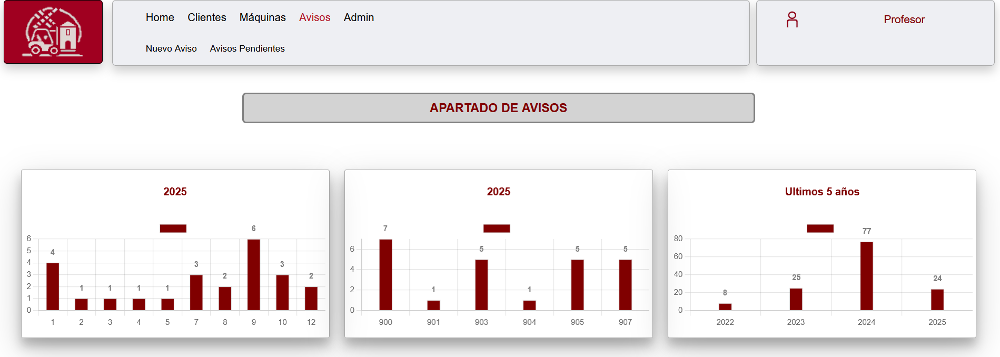 Home Clientes Máquinas Avisos Admin
Profesor
Nuevo Aviso Avisos Pendientes
APARTADO DE AVISOS
2025
6
5
4
3
2
1
0
4 1 1 1 1 3 2 6 3 2
1 2 3 4 5 7 8 9 10 12
2025
6
4
2
0
7 1 5 1 5 5
900 901 903 904 905 907
Ultimos 5 años
80
60
40
20
0
8 25 77 24
2022 2023 2024 2025